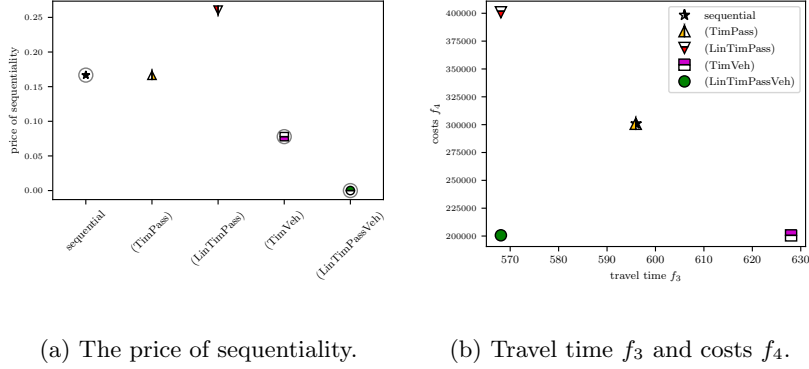 0.25
0.20
0.15
0.10
0.05
0.00
price of sequentiality
sequential
(TimPass)
(LinTimPass)
(TimVeh)
(LinTimPassVeh)
(a) The price of sequentiality.
400000
375000
350000
325000
300000
275000
250000
225000
200000
costs f4
sequential
(TimPass)
(LinTimPass)
(TimVeh)
(LinTimPassVeh)
570 580 590 600 610 620 630
travel time f3
(b) Travel time f3 and costs f4.